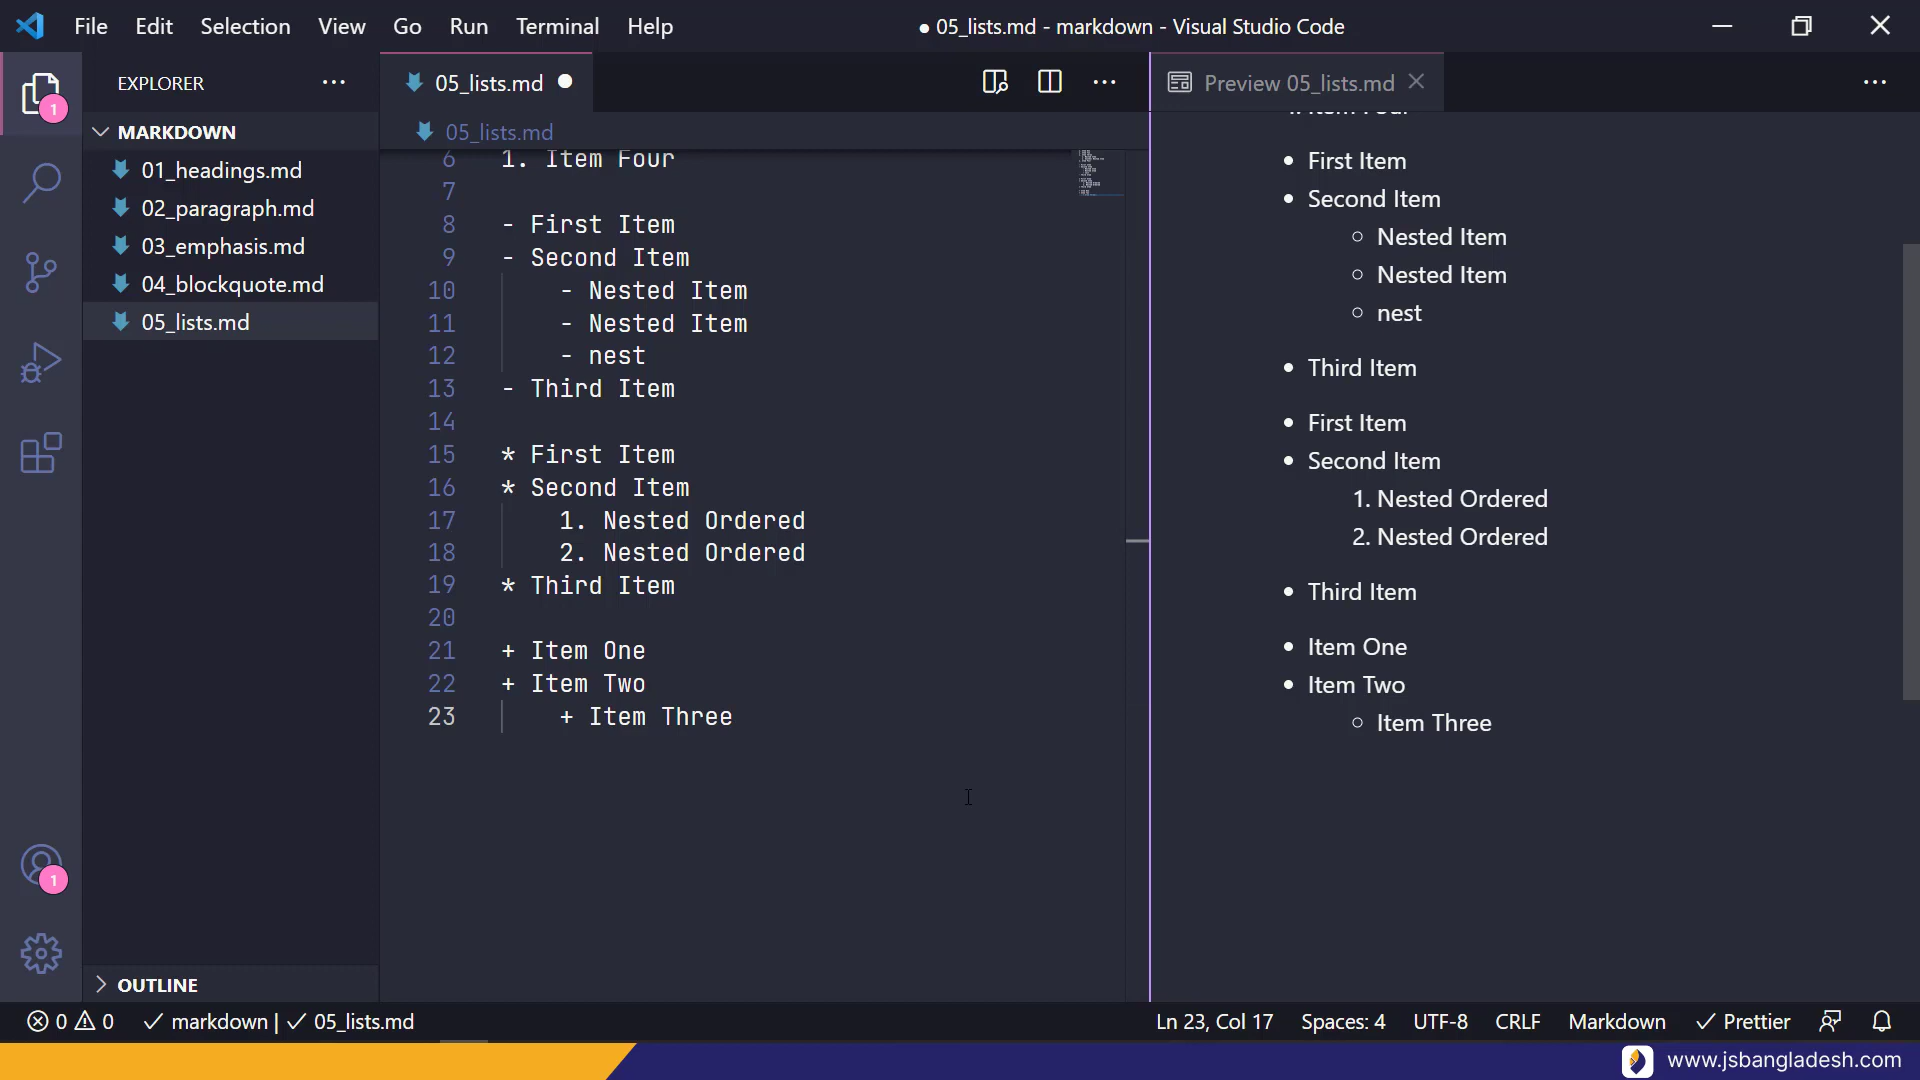 File Edit Selection View Go Run Terminal Help
● 05_lists.md - markdown - Visual Studio Code
EXPLORER
MARKDOWN
01_headings.md
02_paragraph.md
03_emphasis.md
04_blockquote.md
05_lists.md
OUTLINE
1
1
05_lists.md
05_lists.md
6 1. Item Four
7
8 - First Item
9 - Second Item
10 - Nested Item
11 - Nested Item
12 - nest
13 - Third Item
14
15 * First Item
16 * Second Item
17 1. Nested Ordered
18 2. Nested Ordered
19 * Third Item
20
21 + Item One
22 + Item Two
23 + Item Three
Preview 05_lists.md
Item Four
• First Item
• Second Item
○ Nested Item
○ Nested Item
○ nest
• Third Item
• First Item
• Second Item
1. Nested Ordered
2. Nested Ordered
• Third Item
• Item One
• Item Two
○ Item Three
0 0 markdown | 05_lists.md
Ln 23, Col 17 Spaces: 4 UTF-8 CRLF Markdown Prettier
www.jsbangladesh.com